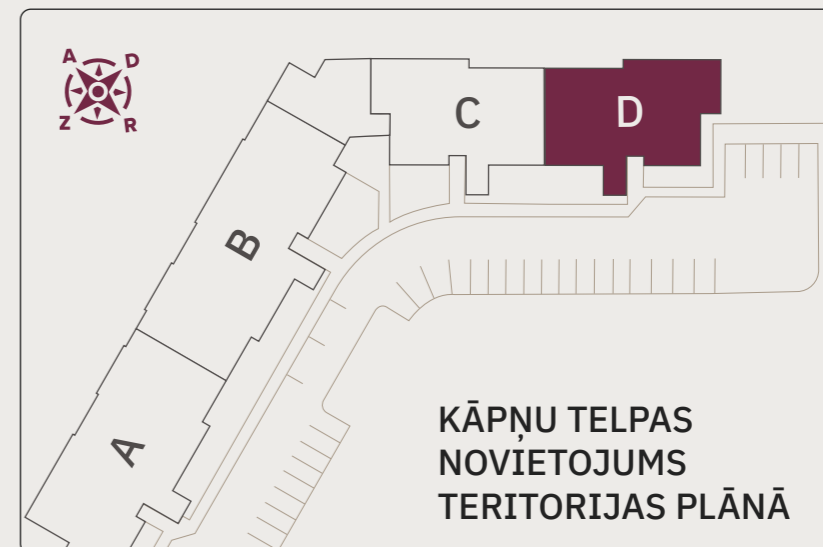 A D
Z R
C
D
B
A
KĀPŅU TELPAS
NOVIETOJUMS
TERITORIJAS PLĀNĀ